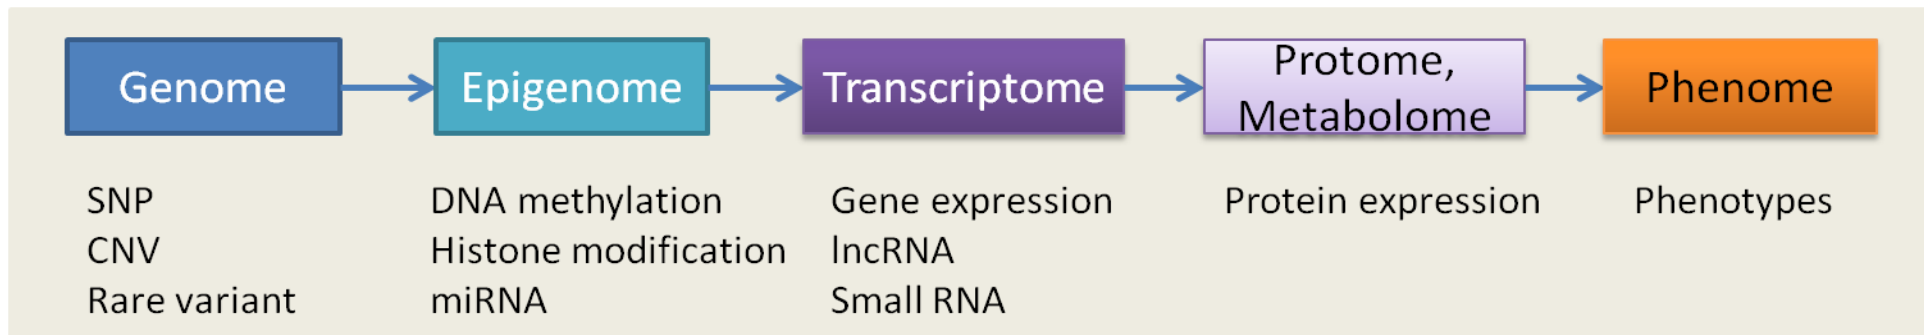 Genome
Epigenome
Transcriptome
Protome,
Metabolome
Phenome
SNP
CNV
Rare variant
DNA methylation
Histone modification
miRNA
Gene expression
lncRNA
Small RNA
Protein expression
Phenotypes